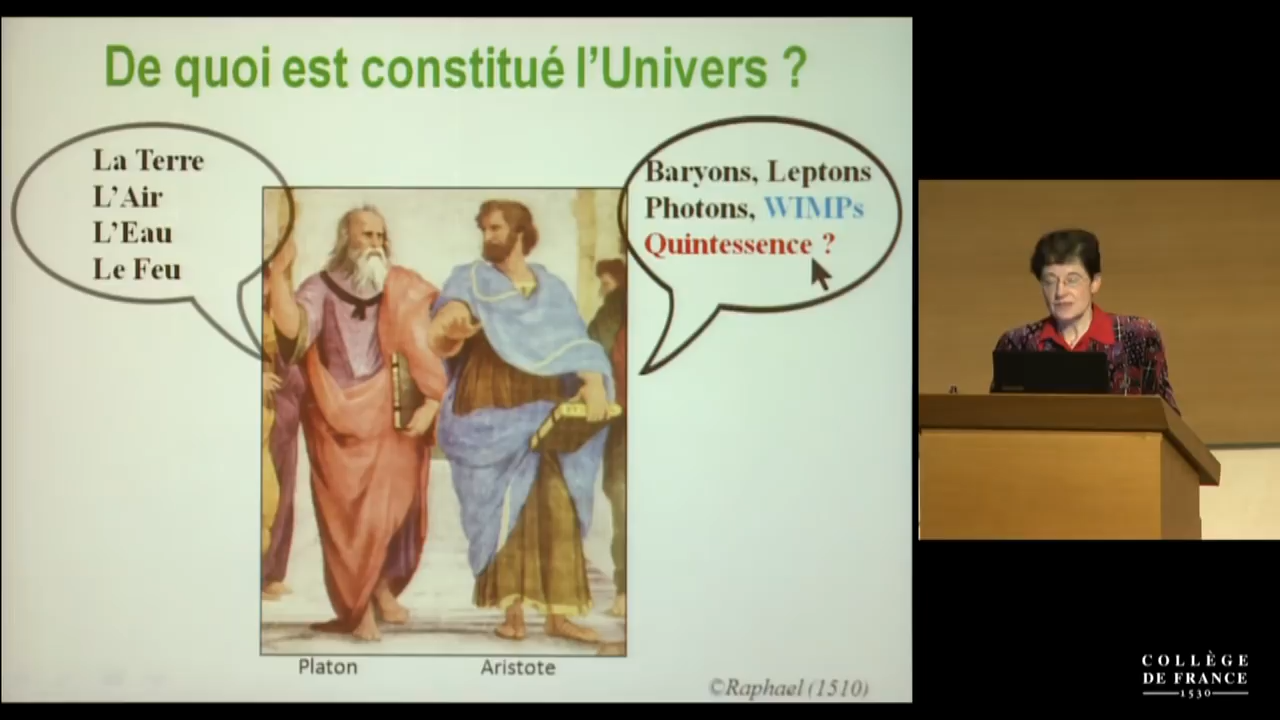 De quoi est constitué l'Univers ?
La Terre
L'Air
L'Eau
Le Feu
Baryons, Leptons
Photons, WIMPs
Quintessence ?
Platon
Aristote
©Raphael (1510)
COLLÈGE
DE FRANCE
1530